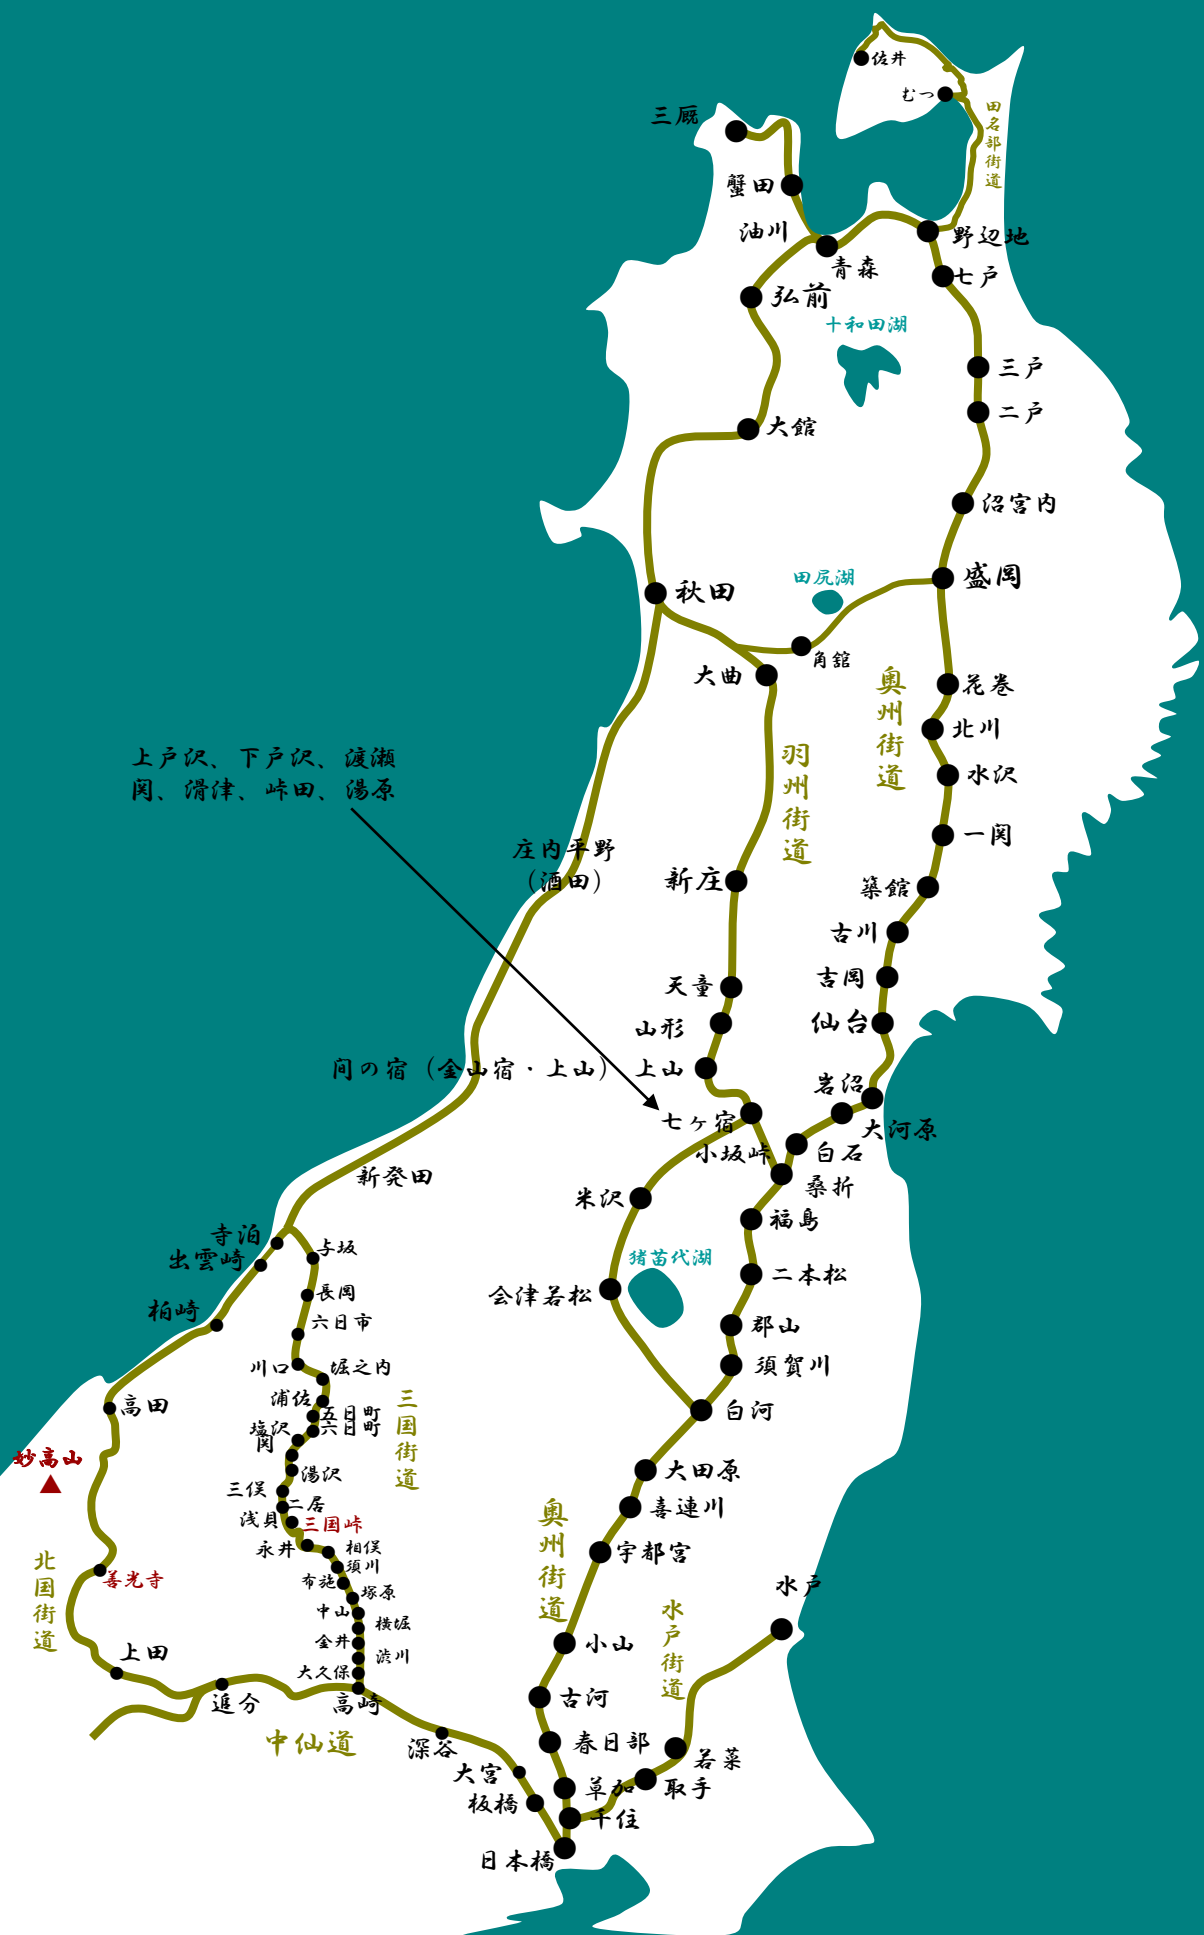 佐井
むつ
三厩
田名部街道
蟹田
油川
野辺地
青森
七戸
弘前
十和田湖
三戸
二戸
大館
沼宮内
盛岡
田尻湖
秋田
角舘
大曲
奥州街道
花巻
北川
羽州街道
上戸沢、下戸沢、渡瀬
関、滑津、峠田、湯原
水沢
一関
庄内平野
（酒田）
新庄
築館
古川
吉岡
天童
仙台
山形
間の宿（金山宿・上山）
上山
岩沼
七ヶ宿
大河原
小坂峠
白石
新発田
桑折
米沢
福島
寺泊
出雲崎
与坂
猪苗代湖
二本松
長岡
会津若松
柏崎
六日市
郡山
川口
堀之内
須賀川
浦佐
三国街道
高田
五日町
白河
塩沢
六日町
関
妙高山
湯沢
大田原
三俣
二居
喜連川
浅貝
三国峠
奥州街道
永井
相俣
宇都宮
北国街道
須川
善光寺
布施
塚原
水戸
中山
横堀
水戸街道
金井
渋川
小山
上田
大久保
追分
高崎
古河
中仙道
深谷
春日部
若菜
大宮
草加
取手
板橋
千住
日本橋